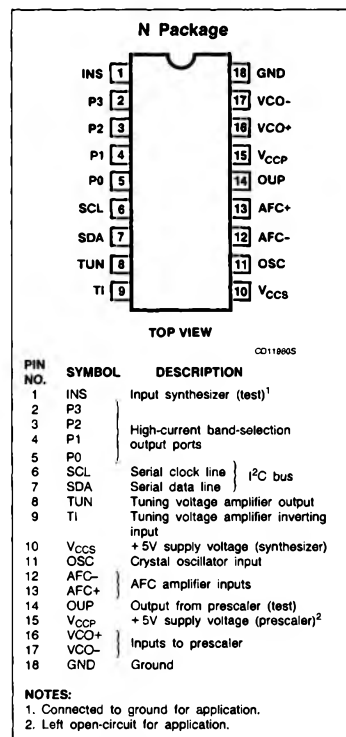 N Package
INS 1 18 GND
P3 2 17 VCO-
P2 3 16 VCO+
P1 4 15 VCCP
P0 5 14 OUP
SCL 6 13 AFC+
SDA 7 12 AFC-
TUN 8 11 OSC
TI 9 10 VCCS
TOP VIEW
CD11980S
PIN NO. SYMBOL DESCRIPTION
1 INS Input synthesizer (test)1
2 P3
3 P2 High-current band-selection
4 P1 output ports
5 P0
6 SCL Serial clock line I2C bus
7 SDA Serial data line
8 TUN Tuning voltage amplifier output
9 TI Tuning voltage amplifier inverting
input
10 VCCS + 5V supply voltage (synthesizer)
11 OSC Crystal oscillator input
12 AFC- AFC amplifier inputs
13 AFC+
14 OUP Output from prescaler (test)
15 VCCP + 5V supply voltage (prescaler)2
16 VCO+ Inputs to prescaler
17 VCO-
18 GND Ground
NOTES:
1. Connected to ground for application.
2. Left open-circuit for application.